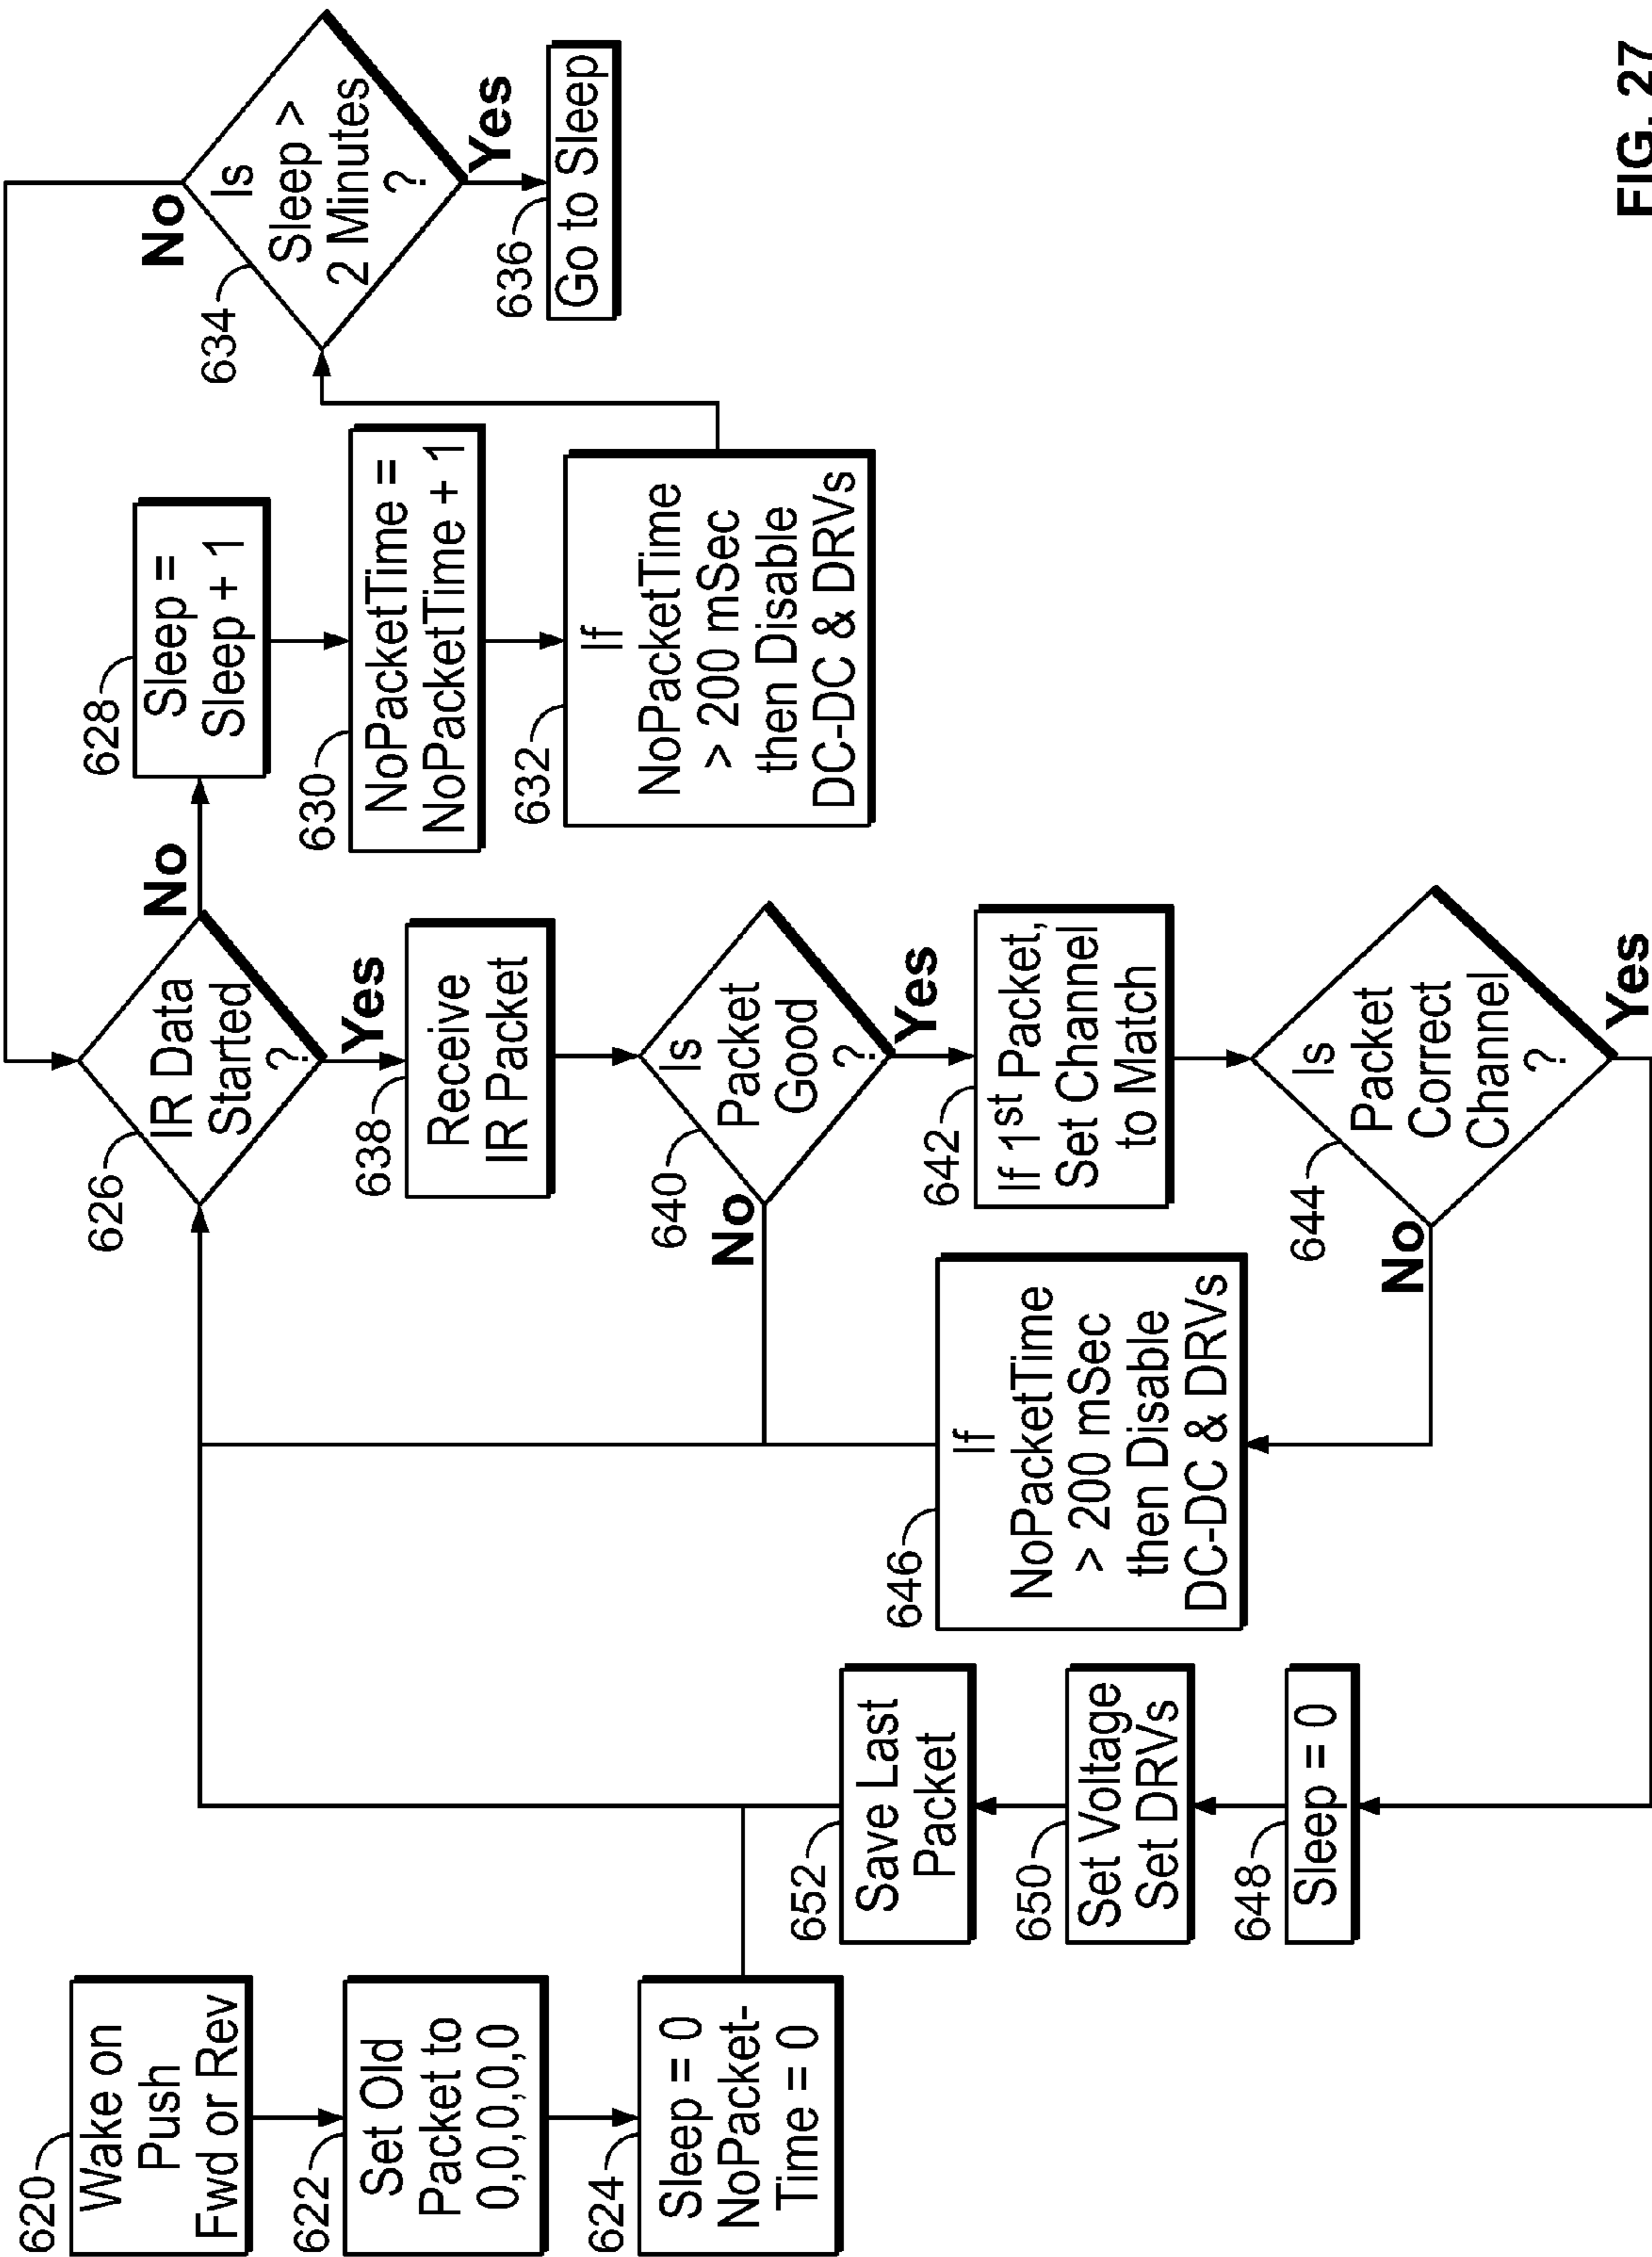 620
Wake on
Push
Fwd or Rev
622
Set Old
Packet to
0,0,0,0,0
624
Sleep = 0
NoPacket-
Time = 0
626
IR Data
Started
?
No
Yes
628
Sleep =
Sleep + 1
630
NoPacketTime =
NoPacketTime + 1
632
If
NoPacketTime
> 200 mSec
then Disable
DC-DC & DRVs
634
Is
Sleep >
2 Minutes
?
No
Yes
636
Go to Sleep
638
Receive
IR Packet
640
Is
Packet
Good
?
No
Yes
642
If 1st Packet,
Set Channel
to Match
644
Is
Packet
Correct
Channel
?
No
Yes
646
If
NoPacketTime
> 200 mSec
then Disable
DC-DC & DRVs
648
Sleep = 0
650
Set Voltage
Set DRVs
652
Save Last
Packet
FIG. 27